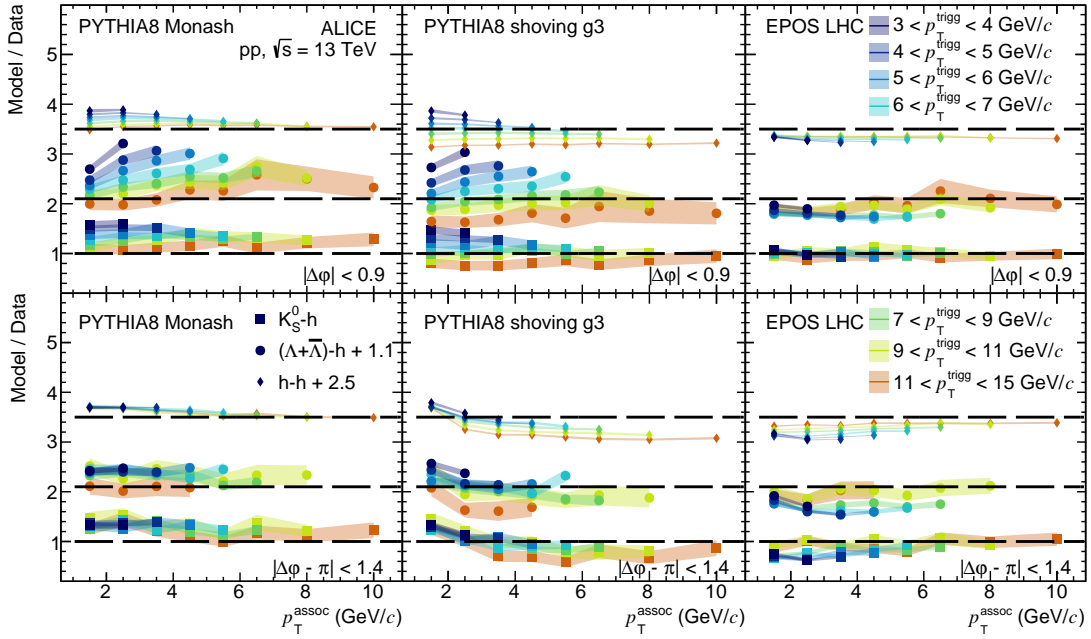 PYTHIA8 Monash
ALICE
pp, √s = 13 TeV
PYTHIA8 shoving g3
EPOS LHC
3 < p_T^trigg < 4 GeV/c
4 < p_T^trigg < 5 GeV/c
5 < p_T^trigg < 6 GeV/c
6 < p_T^trigg < 7 GeV/c
Model / Data
5
4
3
2
1
|Δφ| < 0.9
|Δφ| < 0.9
|Δφ| < 0.9
PYTHIA8 Monash
K_S^0-h
(Λ+Λ̅)-h + 1.1
h-h + 2.5
PYTHIA8 shoving g3
EPOS LHC
7 < p_T^trigg < 9 GeV/c
9 < p_T^trigg < 11 GeV/c
11 < p_T^trigg < 15 GeV/c
Model / Data
5
4
3
2
1
|Δφ - π| < 1.4
|Δφ - π| < 1.4
|Δφ - π| < 1.4
2 4 6 8 10
2 4 6 8 10
2 4 6 8 10
p_T^assoc (GeV/c)
p_T^assoc (GeV/c)
p_T^assoc (GeV/c)